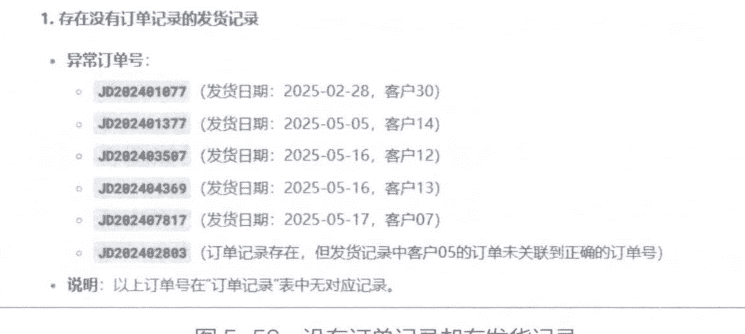 1. 存在没有订单记录的发货记录
• 异常订单号：
○ JD202401077 （发货日期：2025-02-28，客户30）
○ JD202401377 （发货日期：2025-05-05，客户14）
○ JD202403507 （发货日期：2025-05-16，客户12）
○ JD202404369 （发货日期：2025-05-16，客户13）
○ JD202407817 （发货日期：2025-05-17，客户07）
○ JD202402803 （订单记录存在，但发货记录中客户05的订单未关联到正确的订单号）
• 说明：以上订单号在“订单记录”表中无对应记录。